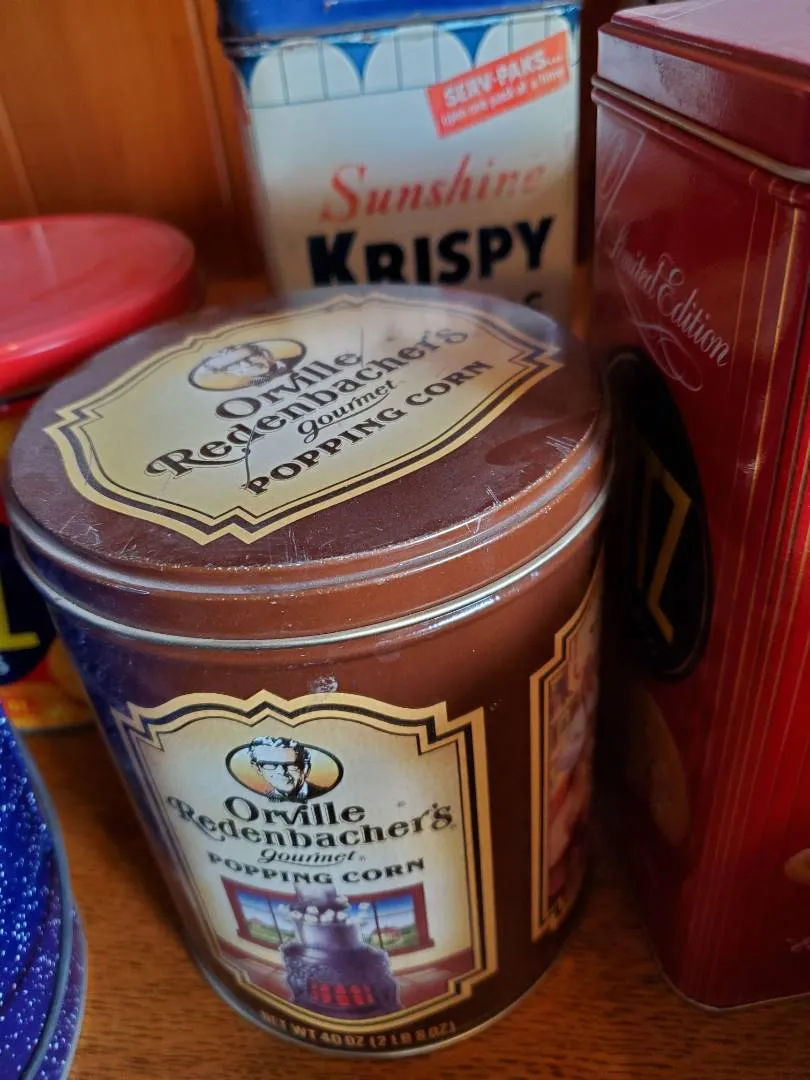 SERV-PAKS...
Sunshine
KRISPY
Limited Edition
Orville
Redenbacher's
gourmet
POPPING CORN
Orville
Redenbacher's®
gourmet®
POPPING CORN
NET WT 40 OZ (2 LB 8 OZ)